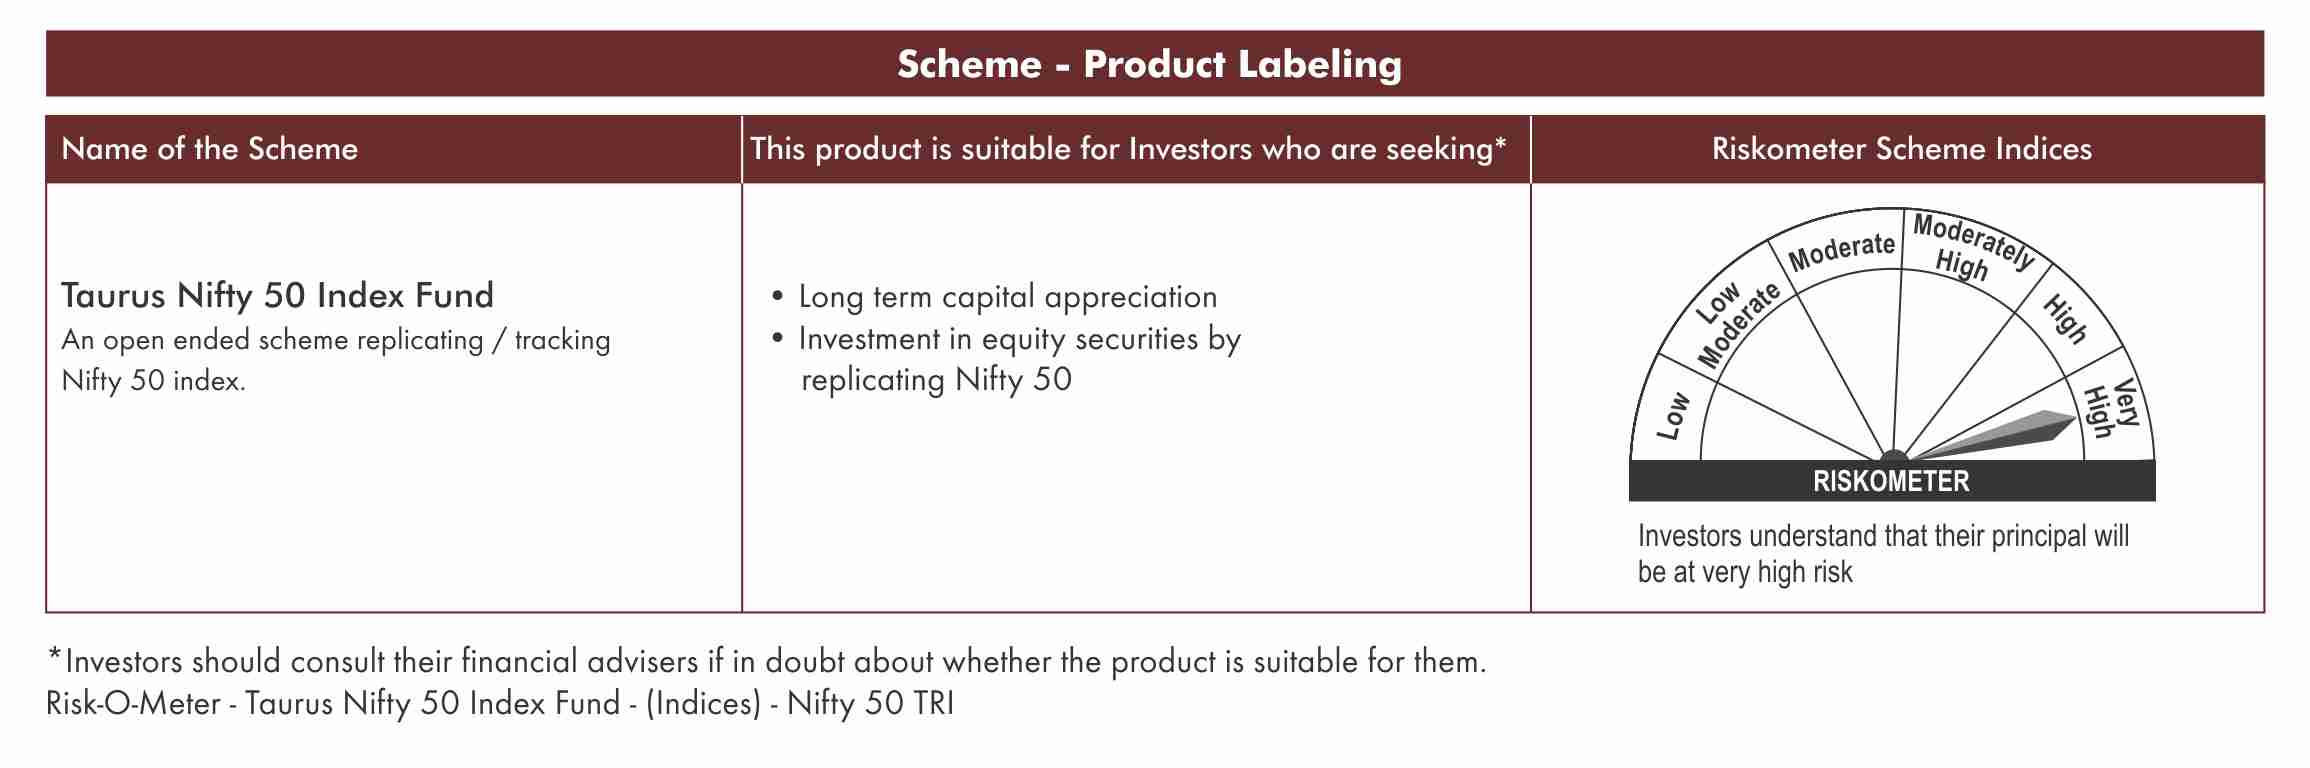 Scheme - Product Labeling
Name of the Scheme
This product is suitable for Investors who are seeking*
Riskometer Scheme Indices
Taurus Nifty 50 Index Fund
An open ended scheme replicating / tracking
Nifty 50 index.
• Long term capital appreciation
• Investment in equity securities by
replicating Nifty 50
Low
Low
Moderate
Moderate
Moderately
High
High
Very
High
RISKOMETER
Investors understand that their principal will
be at very high risk
*Investors should consult their financial advisers if in doubt about whether the product is suitable for them.
Risk-O-Meter - Taurus Nifty 50 Index Fund - (Indices) - Nifty 50 TRI